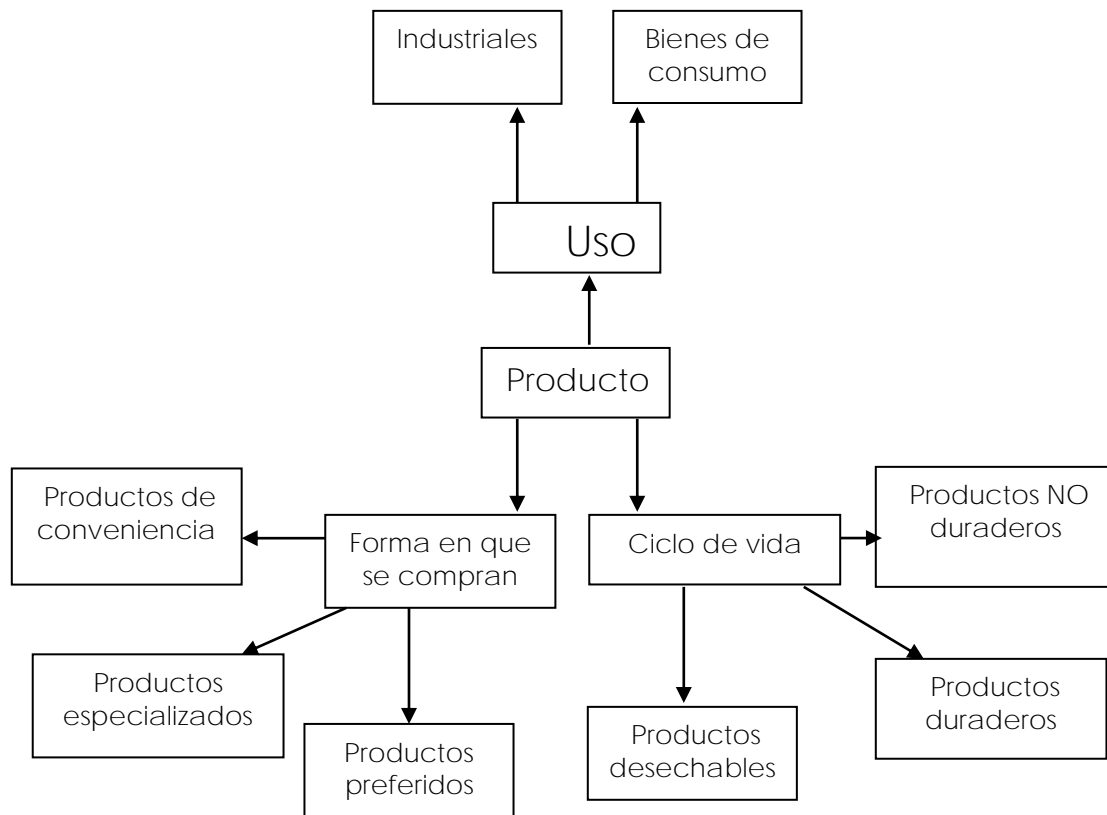 Industriales
Bienes de
consumo
Uso
Producto
Productos de
conveniencia
Forma en que
se compran
Ciclo de vida
Productos NO
duraderos
Productos
especializados
Productos
preferidos
Productos
desechables
Productos
duraderos